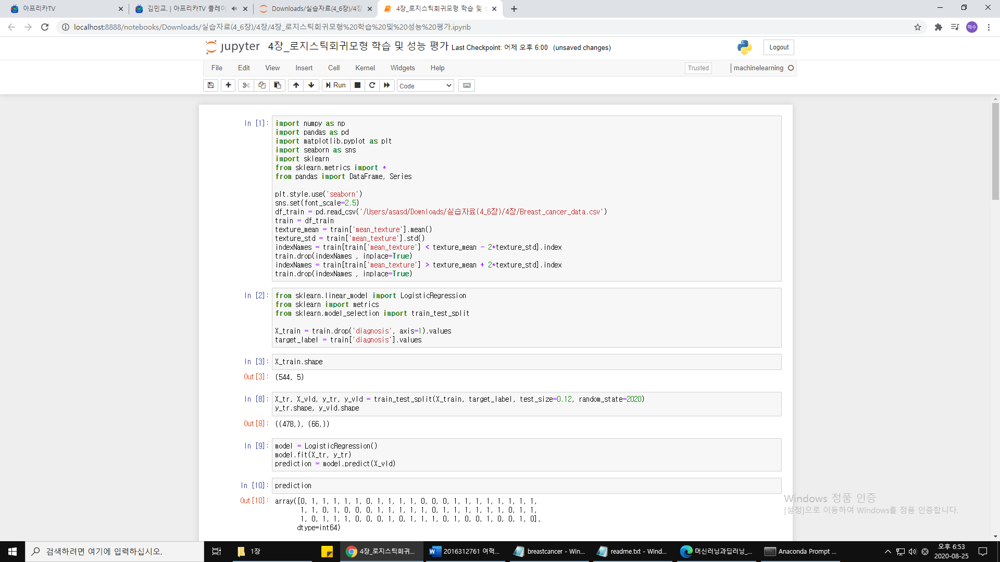 아프리카TV
김민교. | 아프리카TV 플레이
Downloads/실습자료(4_6장)/4장
4장_로지스틱회귀모형 학습 및
localhost:8888/notebooks/Downloads/실습자료(4_6장)/4장/4장_로지스틱회귀모형%20학습%20및%20성능%20평가.ipynb
혁수
jupyter 4장_로지스틱회귀모형 학습 및 성능 평가 Last Checkpoint: 어제 오후 6:00 (unsaved changes)
Logout
File Edit View Insert Cell Kernel Widgets Help
Trusted
machinelearning
Run
Code
In [1]:
import numpy as np
import pandas as pd
import matplotlib.pyplot as plt
import seaborn as sns
import sklearn
from sklearn.metrics import *
from pandas import DataFrame, Series
plt.style.use('seaborn')
sns.set(font_scale=2.5)
df_train = pd.read_csv('/Users/asasd/Downloads/실습자료(4_6장)/4장/Breast_cancer_data.csv')
train = df_train
texture_mean = train['mean_texture'].mean()
texture_std = train['mean_texture'].std()
indexNames = train[train['mean_texture'] < texture_mean - 2*texture_std].index
train.drop(indexNames , inplace=True)
indexNames = train[train['mean_texture'] > texture_mean + 2*texture_std].index
train.drop(indexNames , inplace=True)
In [2]:
from sklearn.linear_model import LogisticRegression
from sklearn import metrics
from sklearn.model_selection import train_test_split
X_train = train.drop('diagnosis', axis=1).values
target_label = train['diagnosis'].values
In [3]:
X_train.shape
Out[3]:
(544, 5)
In [8]:
X_tr, X_vld, y_tr, y_vld = train_test_split(X_train, target_label, test_size=0.12, random_state=2020)
y_tr.shape, y_vld.shape
Out[8]:
((478,), (66,))
In [9]:
model = LogisticRegression()
model.fit(X_tr, y_tr)
prediction = model.predict(X_vld)
In [10]:
prediction
Out[10]:
array([0, 1, 1, 1, 1, 1, 0, 1, 1, 1, 1, 0, 0, 0, 1, 1, 1, 1, 1, 1, 1, 1,
1, 1, 0, 1, 0, 0, 0, 1, 1, 1, 1, 1, 0, 1, 1, 1, 1, 1, 1, 0, 1, 1,
1, 0, 1, 1, 1, 0, 0, 0, 1, 0, 1, 1, 1, 0, 1, 0, 0, 1, 0, 0, 1, 0],
dtype=int64)
Windows 정품 인증
[설정]으로 이동하여 Windows를 정품 인증합니다.
검색하려면 여기에 입력하십시오.
1장
4장_로지스틱회귀...
2016312761 여혁...
breastcancer - Win...
readme.txt - Wind...
머신러닝과딥러닝_...
Anaconda Prompt ...
오후 6:53
2020-08-25